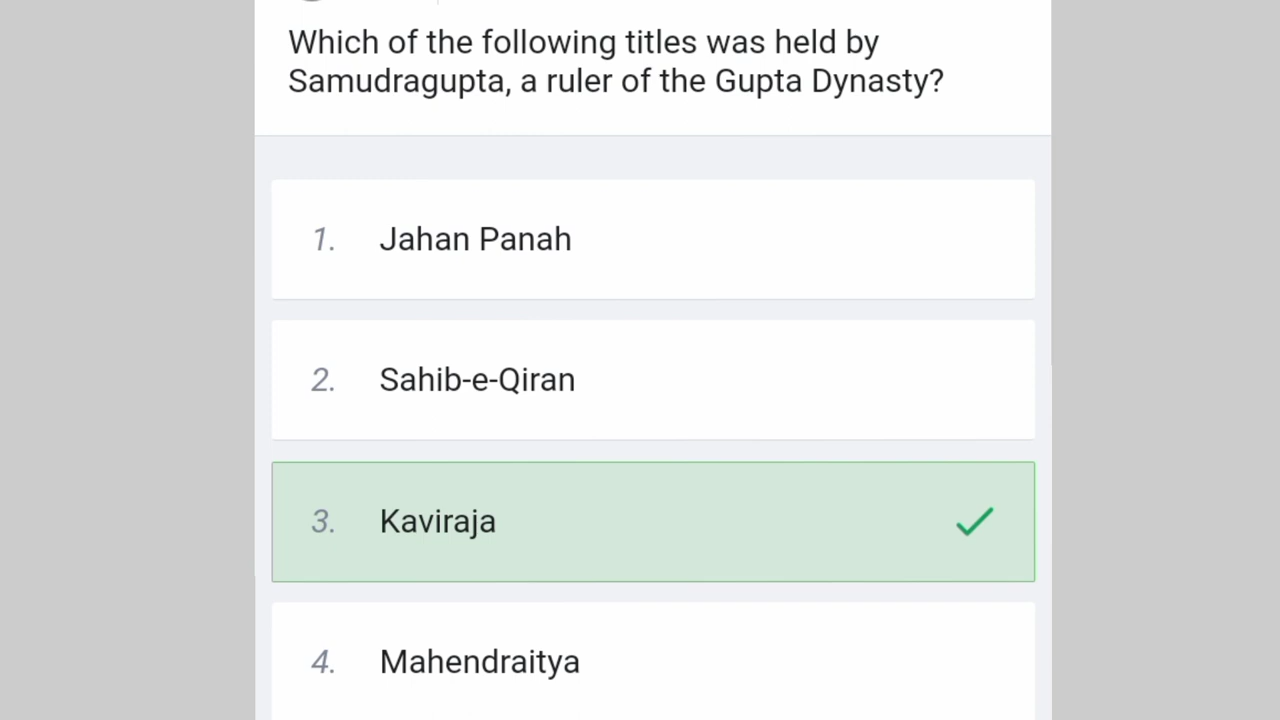 Which of the following titles was held by
Samudragupta, a ruler of the Gupta Dynasty?
1. Jahan Panah
2. Sahib-e-Qiran
3. Kaviraja
4. Mahendraitya